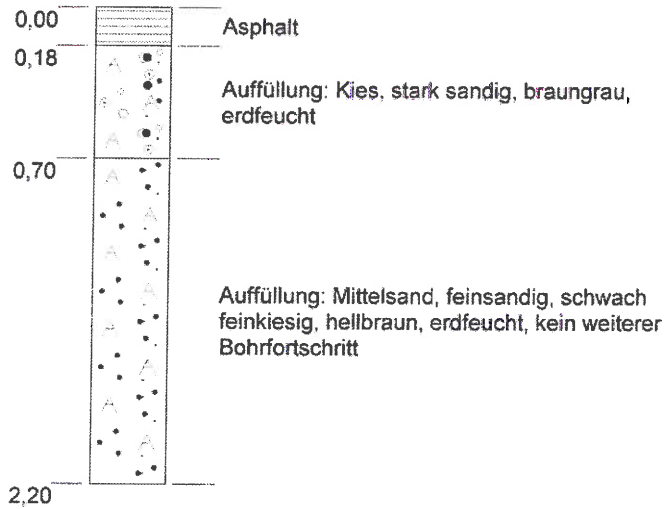 0,00
Asphalt
0,18
Auffüllung: Kies, stark sandig, braungrau,
erdfeucht
0,70
Auffüllung: Mittelsand, feinsandig, schwach
feinkiesig, hellbraun, erdfeucht, kein weiterer
Bohrfortschritt
2,20